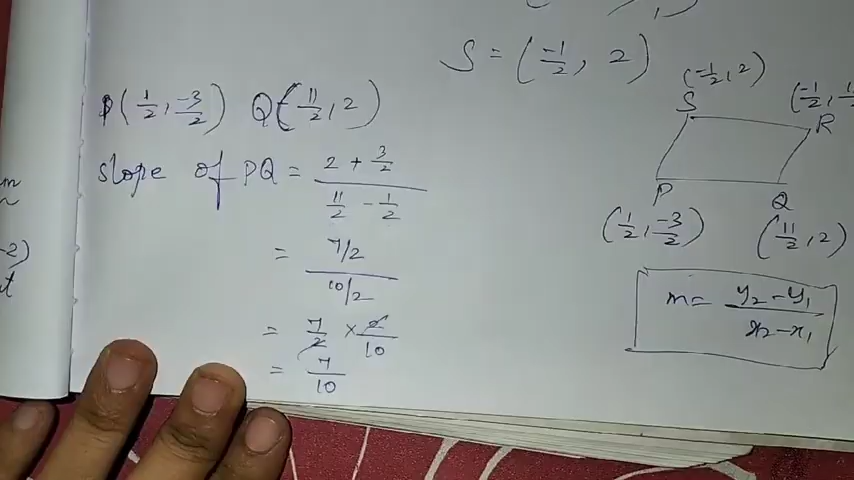 S = (-1/2, 2)
P(1/2, -3/2) Q(11/2, 2)
slope of PQ = (2 + 3/2) / (11/2 - 1/2)
= (7/2) / (10/2)
= 7/2 × 2/10
= 7/10
(-1/2, 2)
S
R
P
Q
(1/2, -3/2) (11/2, 2)
m = (y₂ - y₁) / (x₂ - x₁)